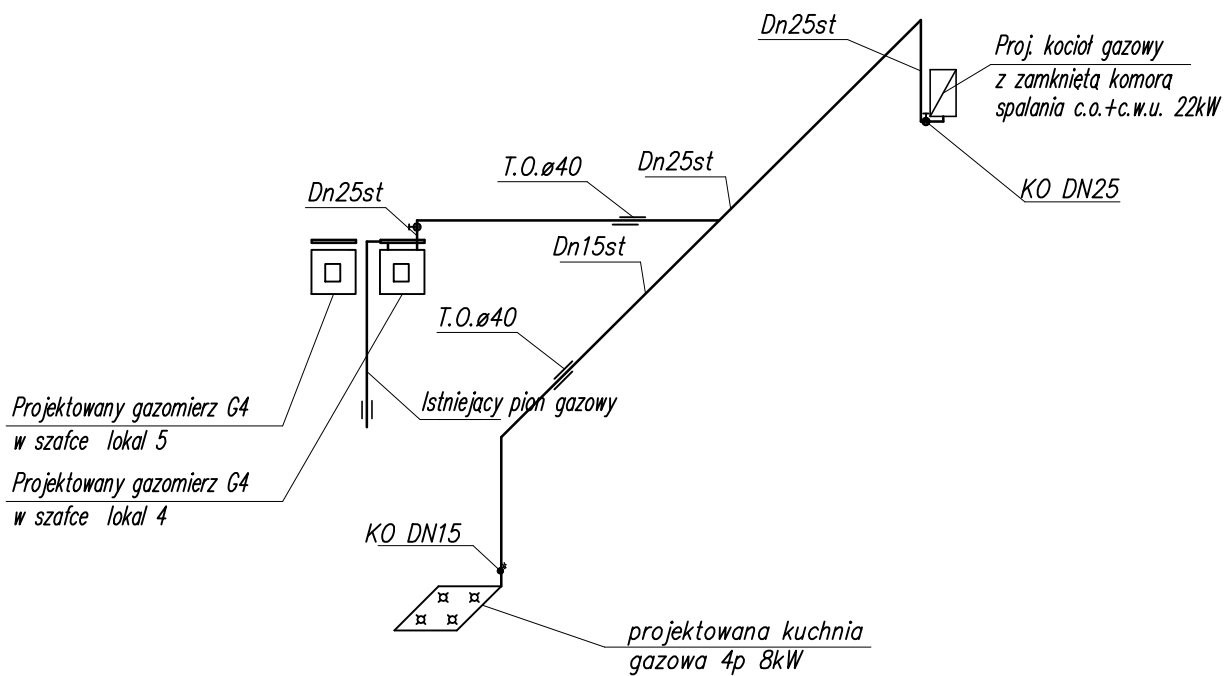 Dn25st
Proj. kocioł gazowy
z zamkniętą komorą
spalania c.o.+c.w.u. 22kW
T.O.ø40
Dn25st
KO DN25
Dn25st
Dn15st
T.O.ø40
Istniejący pion gazowy
Projektowany gazomierz G4
w szafce lokal 5
Projektowany gazomierz G4
w szafce lokal 4
KO DN15
projektowana kuchnia
gazowa 4p 8kW